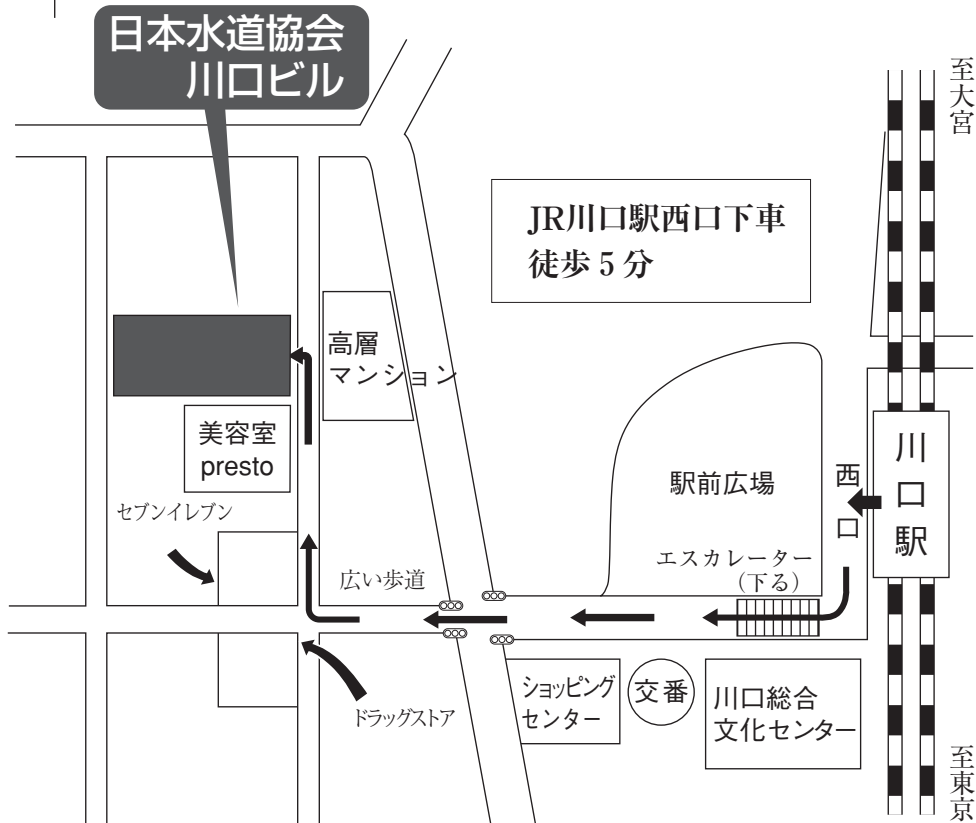 日本水道協会
川口ビル
至大宮
JR川口駅西口下車
徒歩5分
高層
マンション
美容室
presto
川口駅
西口
駅前広場
セブンイレブン
エスカレーター
(下る)
広い歩道
ショッピング
センター
交番
川口総合
文化センター
ドラッグストア
至東京